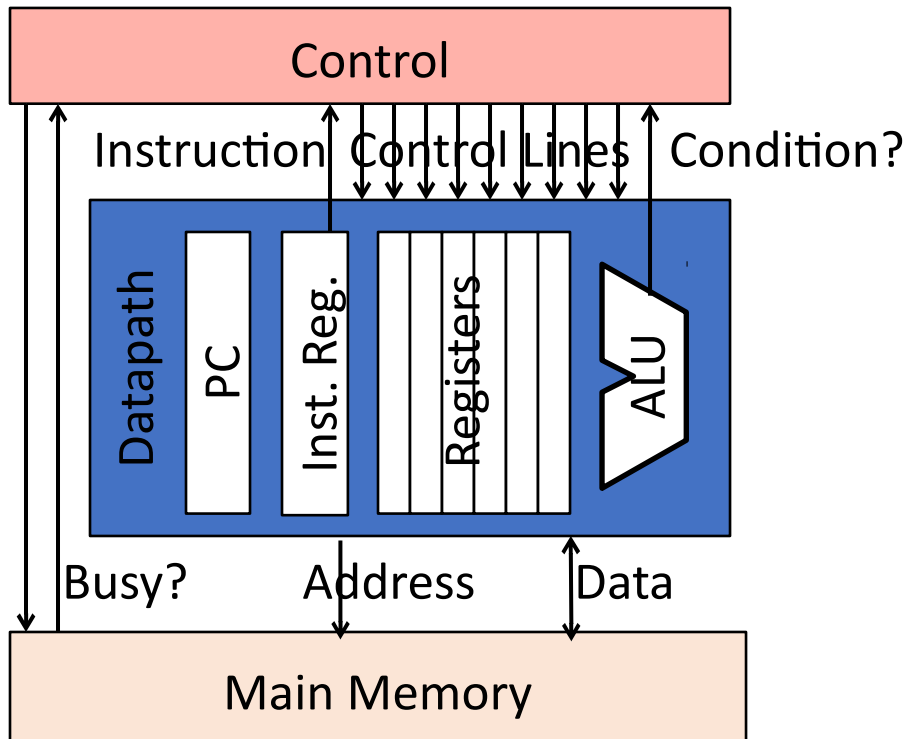 Control
Instruction Control Lines Condition?
Datapath
PC
Inst. Reg.
Registers
ALU
Busy? Address Data
Main Memory